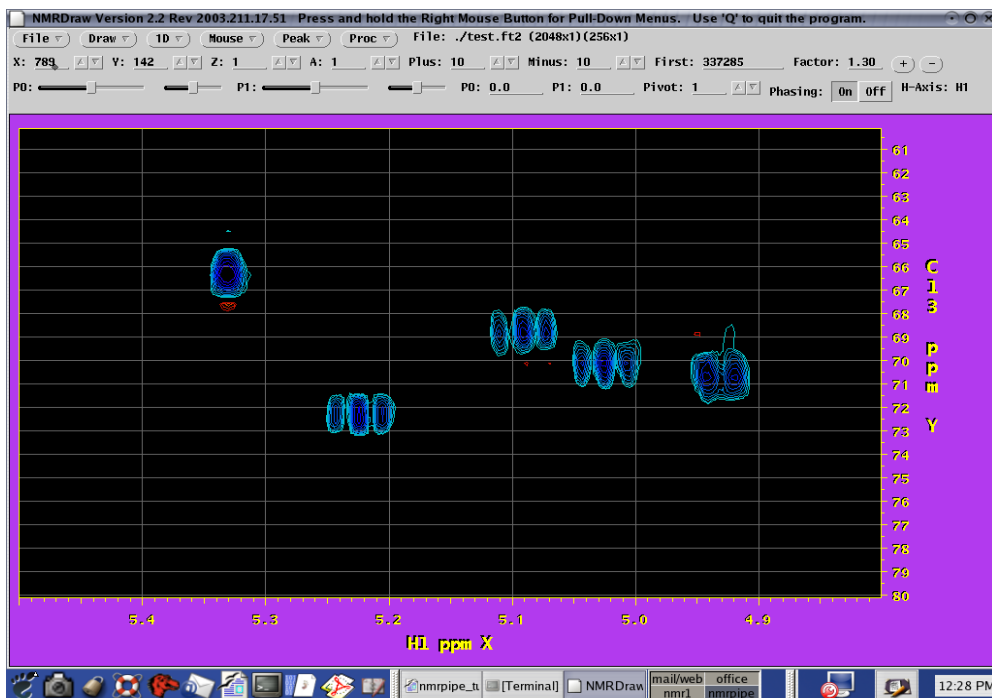 NMRDraw Version 2.2 Rev 2003.211.17.51 Press and hold the Right Mouse Button for Pull-Down Menus. Use 'Q' to quit the program.
File Draw 1D Mouse Peak Proc File: ./test.ft2 (2048x1)(256x1)
X: 789 Y: 142 Z: 1 A: 1 Plus: 10 Minus: 10 First: 337285 Factor: 1.30 + -
P0: P1: P0: 0.0 P1: 0.0 Pivot: 1 Phasing: On Off H-Axis: H1
61
62
63
64
65
66
67
68
69
70
71
72
73
74
75
76
77
78
79
80
C13 ppm Y
5.4 5.3 5.2 5.1 5.0 4.9
H1 ppm X
nmrpipe_tu [Terminal] NMRDraw mail/web office 12:28 PM
nmr1 nmrpipe